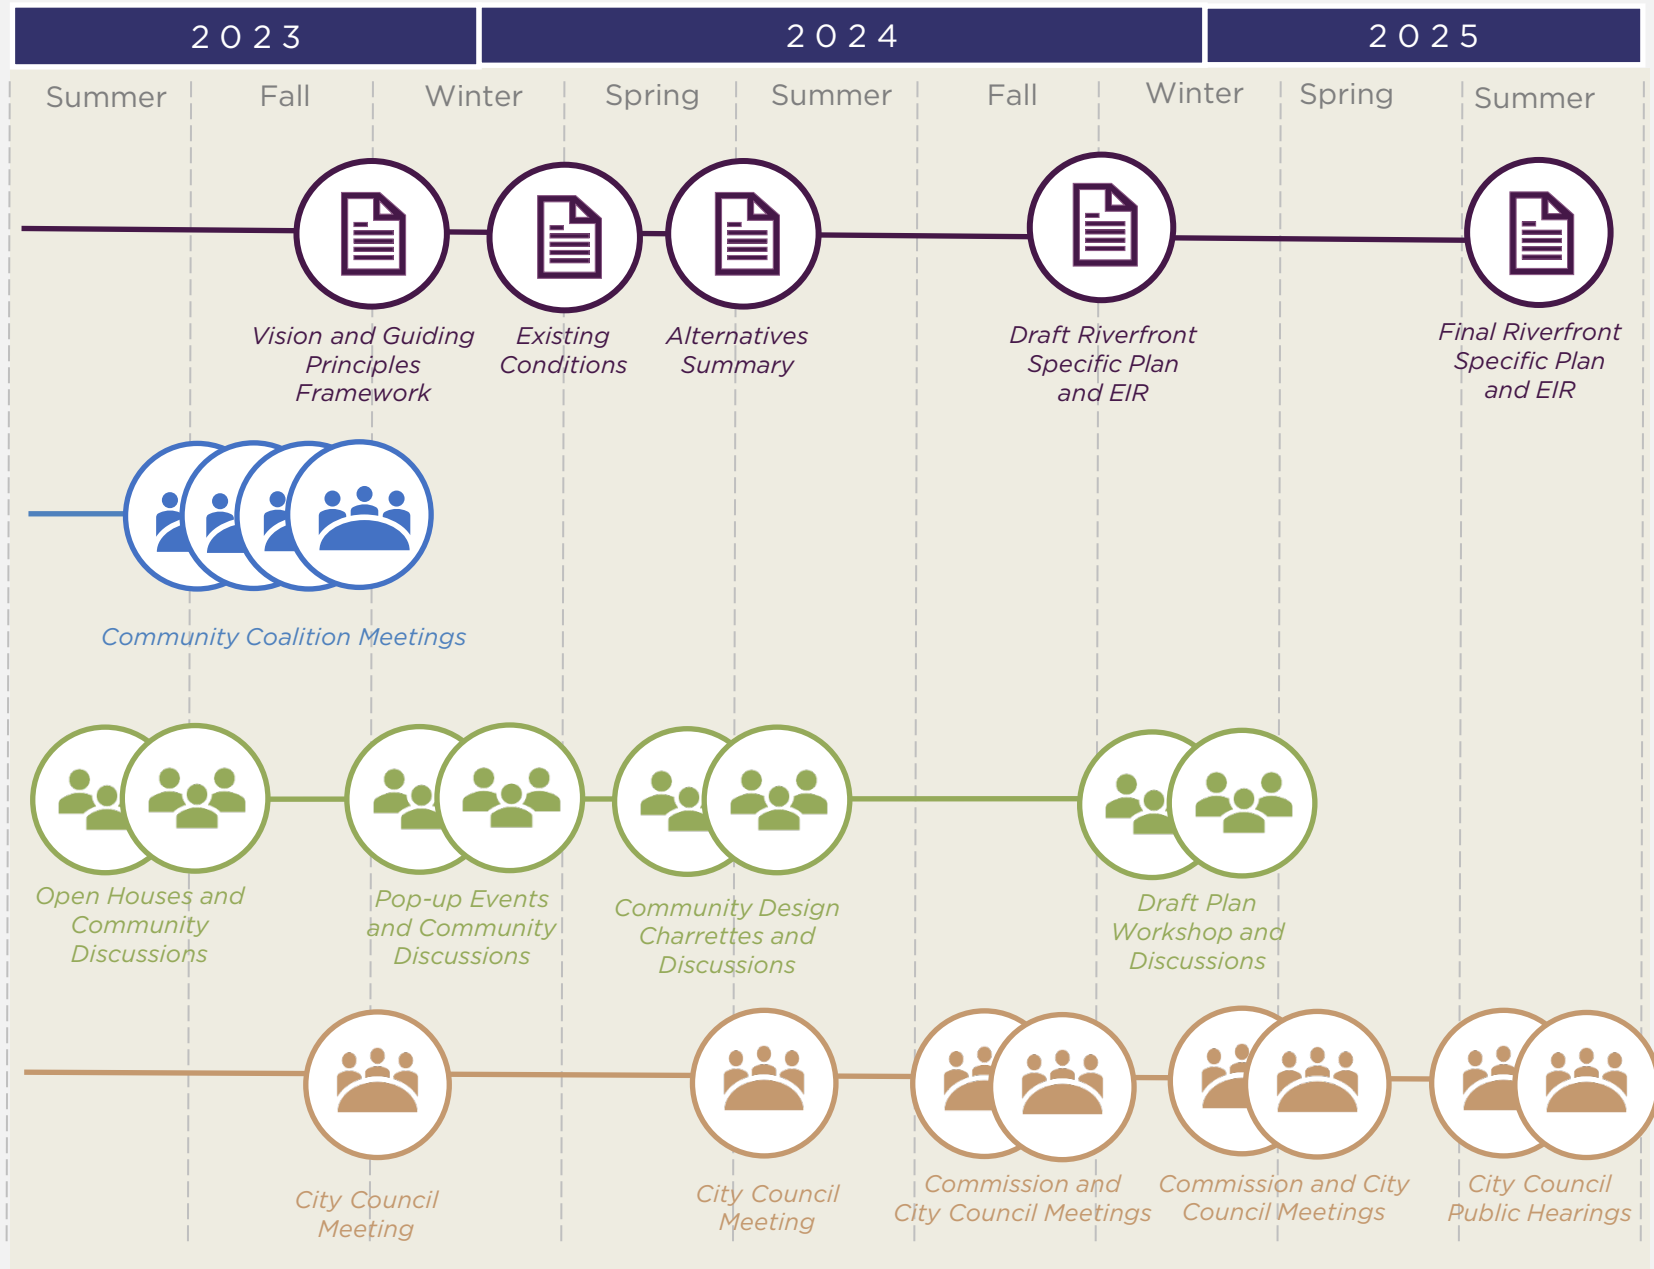 2023
2024
2025
Summer
Fall
Winter
Spring
Summer
Fall
Winter
Spring
Summer
Vision and Guiding
Principles
Framework
Existing
Conditions
Alternatives
Summary
Draft Riverfront
Specific Plan
and EIR
Final Riverfront
Specific Plan
and EIR
Community Coalition Meetings
Open Houses and
Community
Discussions
Pop-up Events
and Community
Discussions
Community Design
Charrettes and
Discussions
Draft Plan
Workshop and
Discussions
City Council
Meeting
City Council
Meeting
Commission and
City Council Meetings
Commission and City
Council Meetings
City Council
Public Hearings